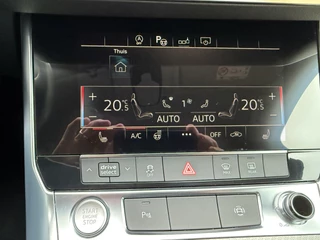 Thuis
20.5 1 20.5
AUTO AUTO
A/C OFF
drive select
START ENGINE STOP
P